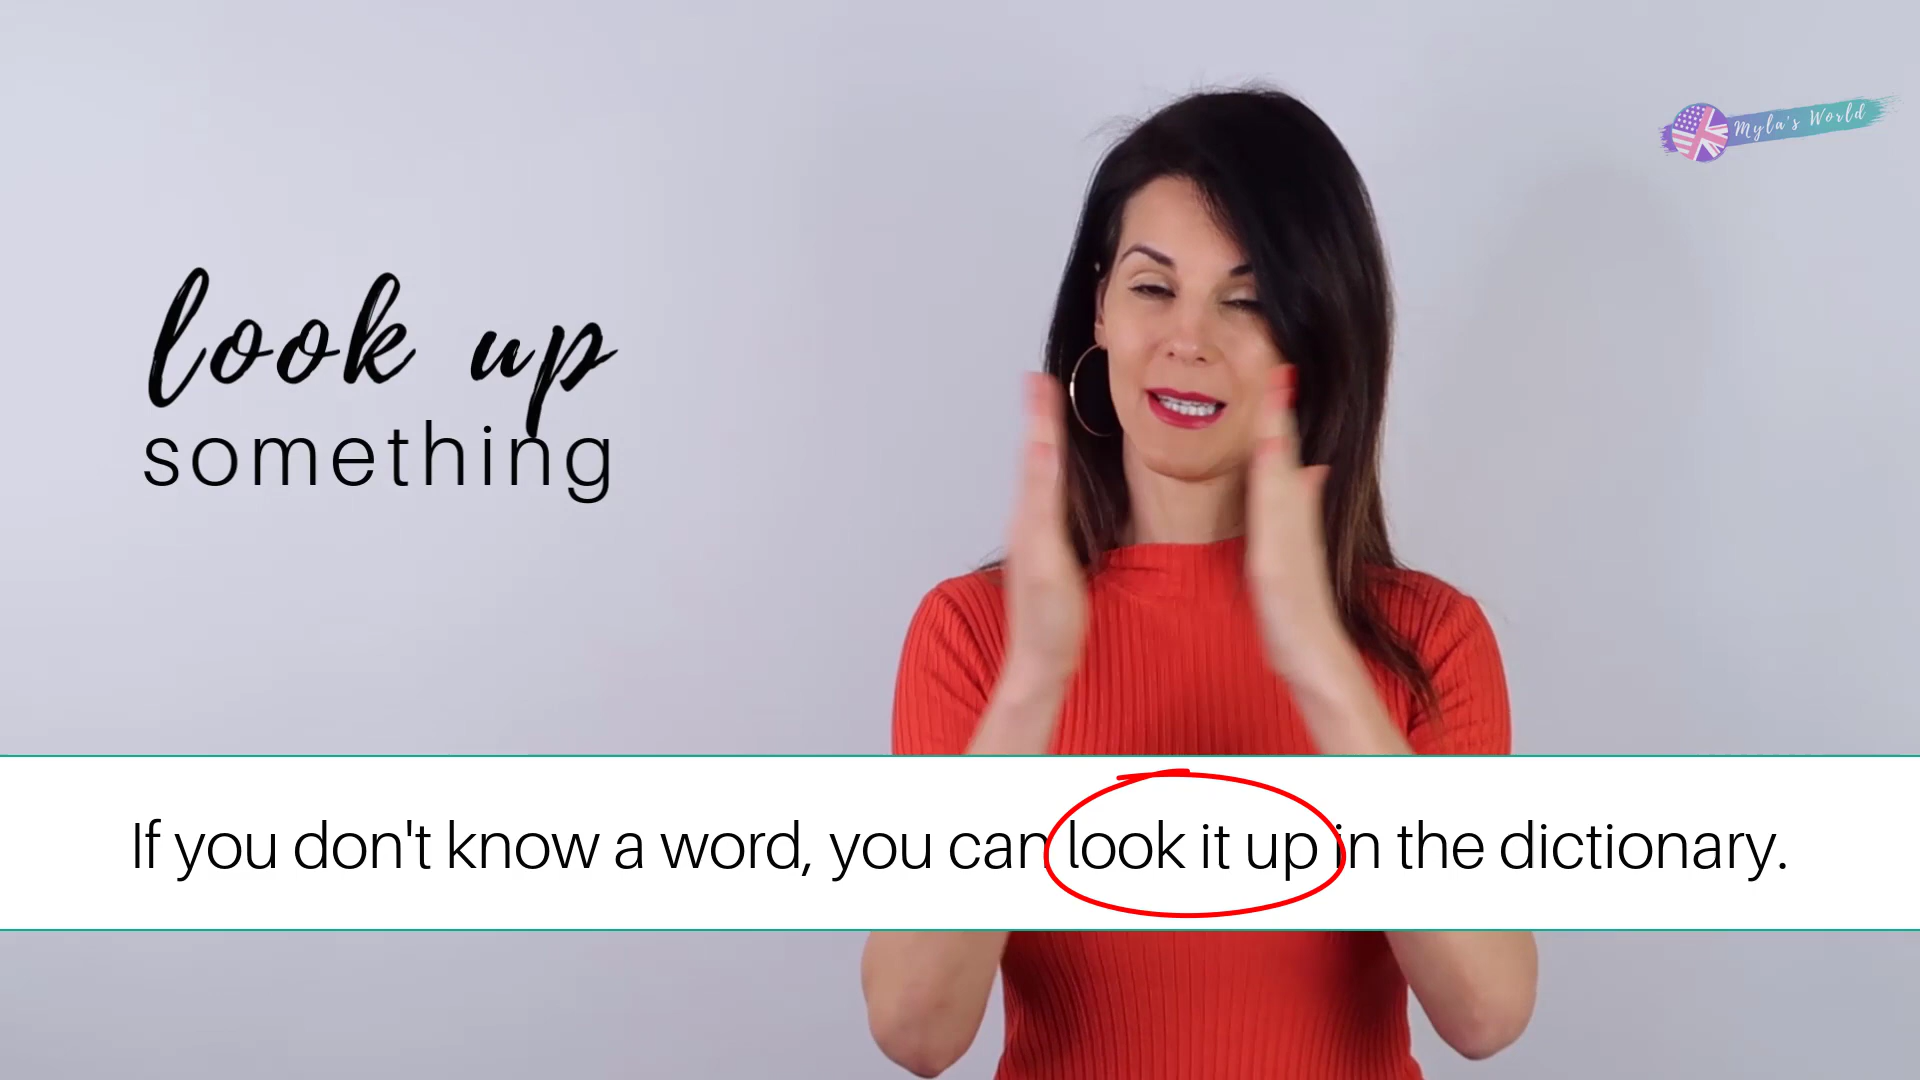 Myla's World
look up
something
If you don't know a word, you can look it up in the dictionary.